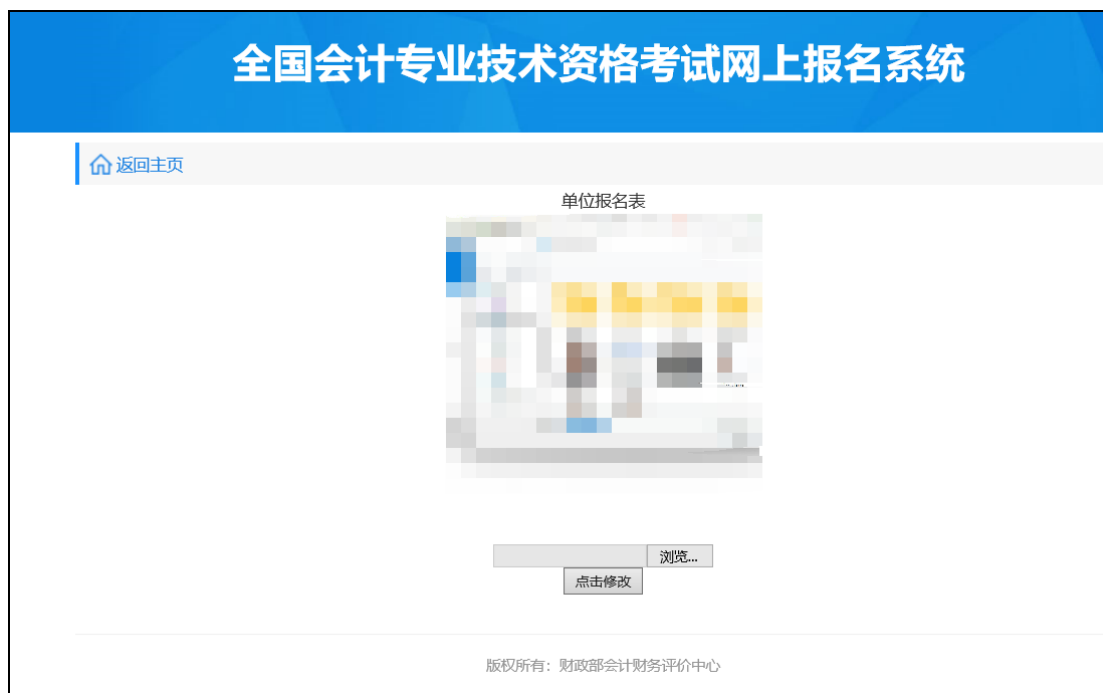 全国会计专业技术资格考试网上报名系统
返回主页
单位报名表
浏览...
点击修改
版权所有：财政部会计财务评价中心